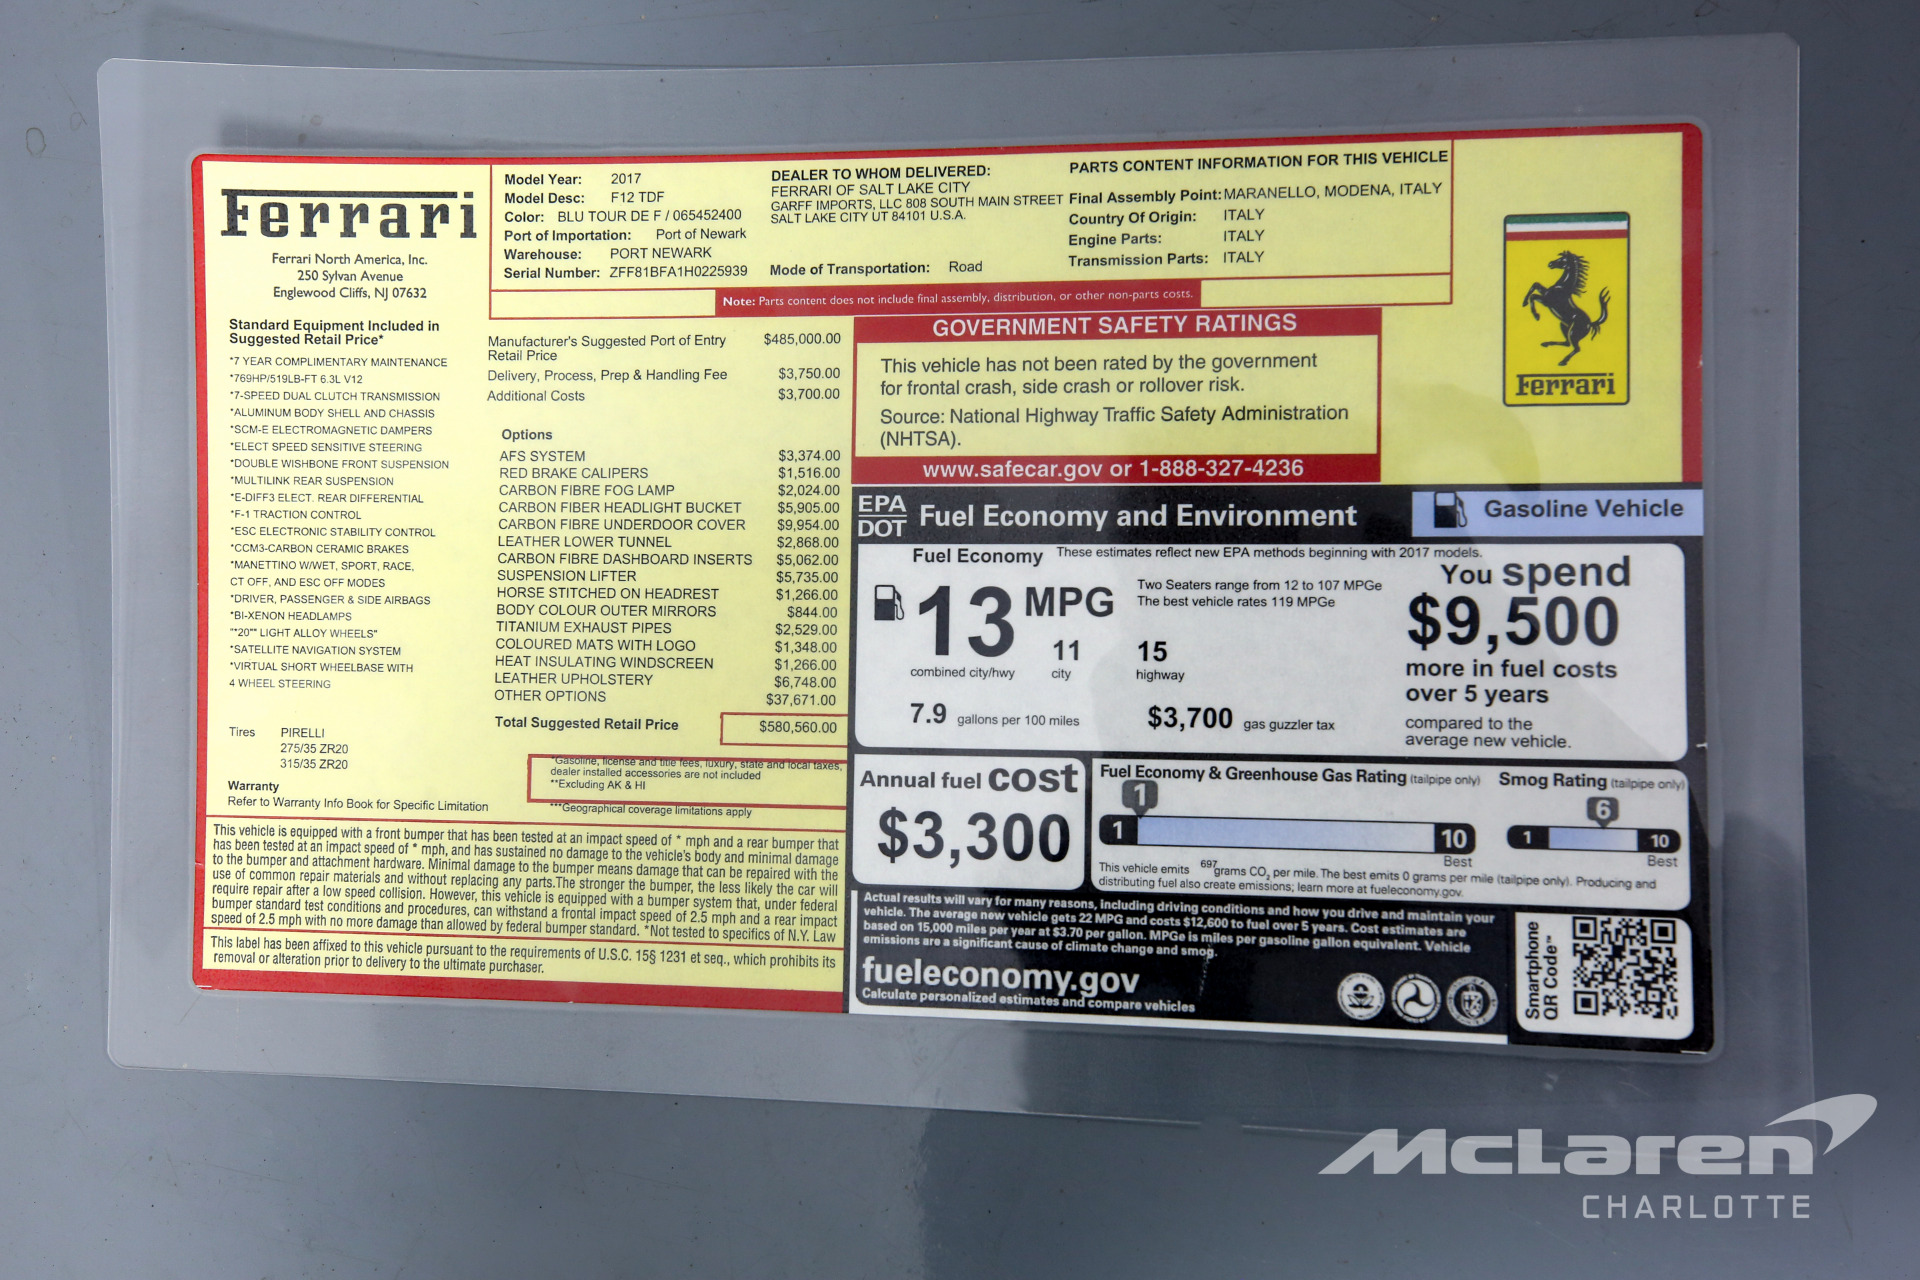 Ferrari
Ferrari North America, Inc.
250 Sylvan Avenue
Englewood Cliffs, NJ 07632
Model Year: 2017
Model Desc: F12 TDF
Color: BLU TOUR DE F / 065452400
Port of Importation: Port of Newark
Warehouse: PORT NEWARK
Serial Number: ZFF81BFA1H0225939
DEALER TO WHOM DELIVERED:
FERRARI OF SALT LAKE CITY
GARFF IMPORTS, LLC 808 SOUTH MAIN STREET
SALT LAKE CITY UT 84101 U.S.A.
Mode of Transportation: Road
PARTS CONTENT INFORMATION FOR THIS VEHICLE
Final Assembly Point: MARANELLO, MODENA, ITALY
Country Of Origin: ITALY
Engine Parts: ITALY
Transmission Parts: ITALY
Note: Parts content does not include final assembly, distribution, or other non-parts costs.
Ferrari
Standard Equipment Included in
Suggested Retail Price*
*7 YEAR COMPLIMENTARY MAINTENANCE
*769HP/519LB-FT 6.3L V12
*7-SPEED DUAL CLUTCH TRANSMISSION
*ALUMINUM BODY SHELL AND CHASSIS
*SCM-E ELECTROMAGNETIC DAMPERS
*ELECT SPEED SENSITIVE STEERING
*DOUBLE WISHBONE FRONT SUSPENSION
*MULTILINK REAR SUSPENSION
*E-DIFF3 ELECT. REAR DIFFERENTIAL
*F-1 TRACTION CONTROL
*ESC ELECTRONIC STABILITY CONTROL
*CCM3-CARBON CERAMIC BRAKES
*MANETTINO W/WET, SPORT, RACE,
CT OFF, AND ESC OFF MODES
*DRIVER, PASSENGER & SIDE AIRBAGS
*BI-XENON HEADLAMPS
"*20"" LIGHT ALLOY WHEELS"
*SATELLITE NAVIGATION SYSTEM
*VIRTUAL SHORT WHEELBASE WITH
4 WHEEL STEERING
Tires PIRELLI
275/35 ZR20
315/35 ZR20
Warranty
Refer to Warranty Info Book for Specific Limitation
Manufacturer's Suggested Port of Entry $485,000.00
Retail Price
Delivery, Process, Prep & Handling Fee $3,750.00
Additional Costs $3,700.00
Options
AFS SYSTEM $3,374.00
RED BRAKE CALIPERS $1,516.00
CARBON FIBRE FOG LAMP $2,024.00
CARBON FIBER HEADLIGHT BUCKET $5,905.00
CARBON FIBRE UNDERDOOR COVER $9,954.00
LEATHER LOWER TUNNEL $2,868.00
CARBON FIBRE DASHBOARD INSERTS $5,062.00
SUSPENSION LIFTER $5,735.00
HORSE STITCHED ON HEADREST $1,266.00
BODY COLOUR OUTER MIRRORS $844.00
TITANIUM EXHAUST PIPES $2,529.00
COLOURED MATS WITH LOGO $1,348.00
HEAT INSULATING WINDSCREEN $1,266.00
LEATHER UPHOLSTERY $6,748.00
OTHER OPTIONS $37,671.00
Total Suggested Retail Price $580,560.00
*Gasoline, license and title fees, luxury, state and local taxes,
dealer installed accessories are not included
**Excluding AK & HI
***Geographical coverage limitations apply
This vehicle is equipped with a front bumper that has been tested at an impact speed of * mph and a rear bumper that
has been tested at an impact speed of * mph, and has sustained no damage to the vehicle's body and minimal damage
to the bumper and attachment hardware. Minimal damage to the bumper means damage that can be repaired with the
use of common repair materials and without replacing any parts.The stronger the bumper, the less likely the car will
require repair after a low speed collision. However, this vehicle is equipped with a bumper system that, under federal
bumper standard test conditions and procedures, can withstand a frontal impact speed of 2.5 mph and a rear impact
speed of 2.5 mph with no more damage than allowed by federal bumper standard. *Not tested to specifics of N.Y. Law
This label has been affixed to this vehicle pursuant to the requirements of U.S.C. 15§ 1231 et seq., which prohibits its
removal or alteration prior to delivery to the ultimate purchaser.
GOVERNMENT SAFETY RATINGS
This vehicle has not been rated by the government
for frontal crash, side crash or rollover risk.
Source: National Highway Traffic Safety Administration
(NHTSA).
www.safecar.gov or 1-888-327-4236
EPA
DOT
Fuel Economy and Environment
Gasoline Vehicle
Fuel Economy
These estimates reflect new EPA methods beginning with 2017 models.
13 MPG
combined city/hwy
11
city
15
highway
Two Seaters range from 12 to 107 MPGe
The best vehicle rates 119 MPGe
7.9 gallons per 100 miles
$3,700 gas guzzler tax
You spend
$9,500
more in fuel costs
over 5 years
compared to the
average new vehicle.
Annual fuel cost
$3,300
Fuel Economy & Greenhouse Gas Rating (tailpipe only)
1
1 10
Best
Smog Rating (tailpipe only)
6
1 10
Best
This vehicle emits 697 grams CO2 per mile. The best emits 0 grams per mile (tailpipe only). Producing and
distributing fuel also create emissions; learn more at fueleconomy.gov.
Actual results will vary for many reasons, including driving conditions and how you drive and maintain your
vehicle. The average new vehicle gets 22 MPG and costs $12,600 to fuel over 5 years. Cost estimates are
based on 15,000 miles per year at $3.70 per gallon. MPGe is miles per gasoline gallon equivalent. Vehicle
emissions are a significant cause of climate change and smog.
fueleconomy.gov
Calculate personalized estimates and compare vehicles
Smartphone
QR Code™
McLaren
CHARLOTTE